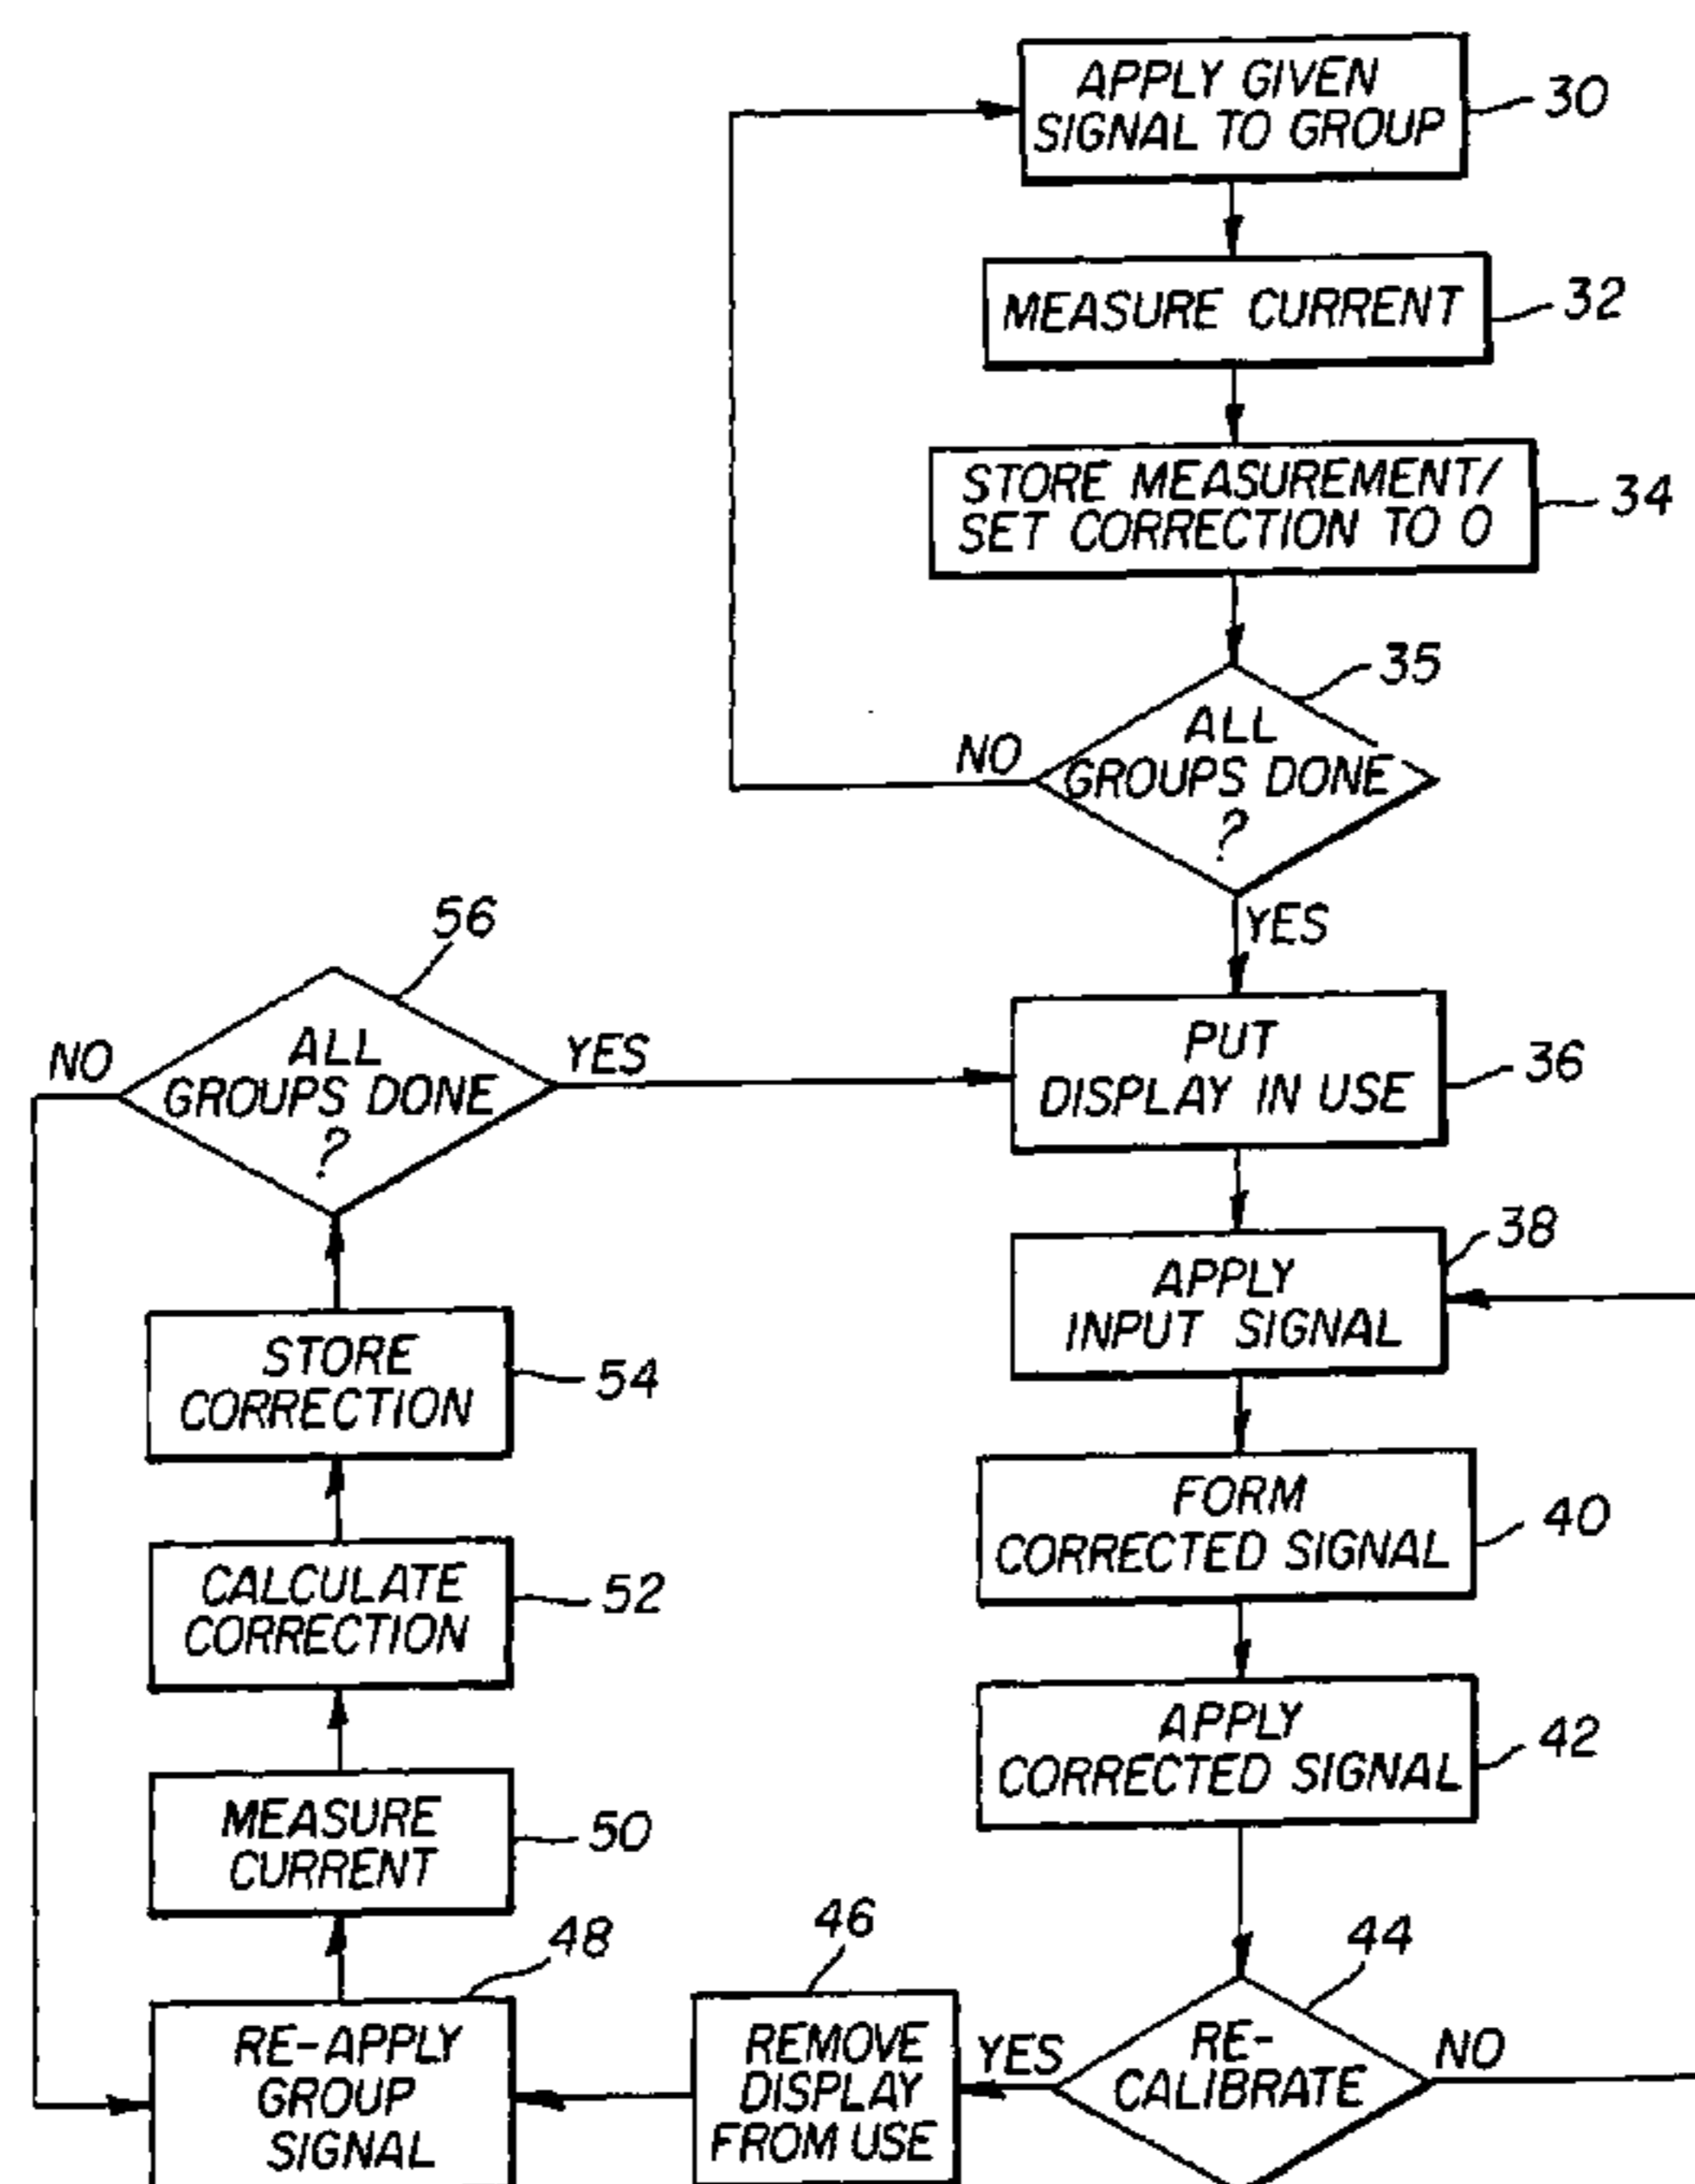 APPLY GIVEN
SIGNAL TO GROUP
30
MEASURE CURRENT
32
STORE MEASUREMENT/
SET CORRECTION TO 0
34
35
ALL
GROUPS DONE
?
NO
YES
56
ALL
GROUPS DONE
?
NO
YES
PUT
DISPLAY IN USE
36
APPLY
INPUT SIGNAL
38
STORE
CORRECTION
54
FORM
CORRECTED SIGNAL
40
CALCULATE
CORRECTION
52
APPLY
CORRECTED SIGNAL
42
MEASURE
CURRENT
50
48
RE-APPLY
GROUP
SIGNAL
46
REMOVE
DISPLAY
FROM USE
YES
44
RE-
CALIBRATE
NO